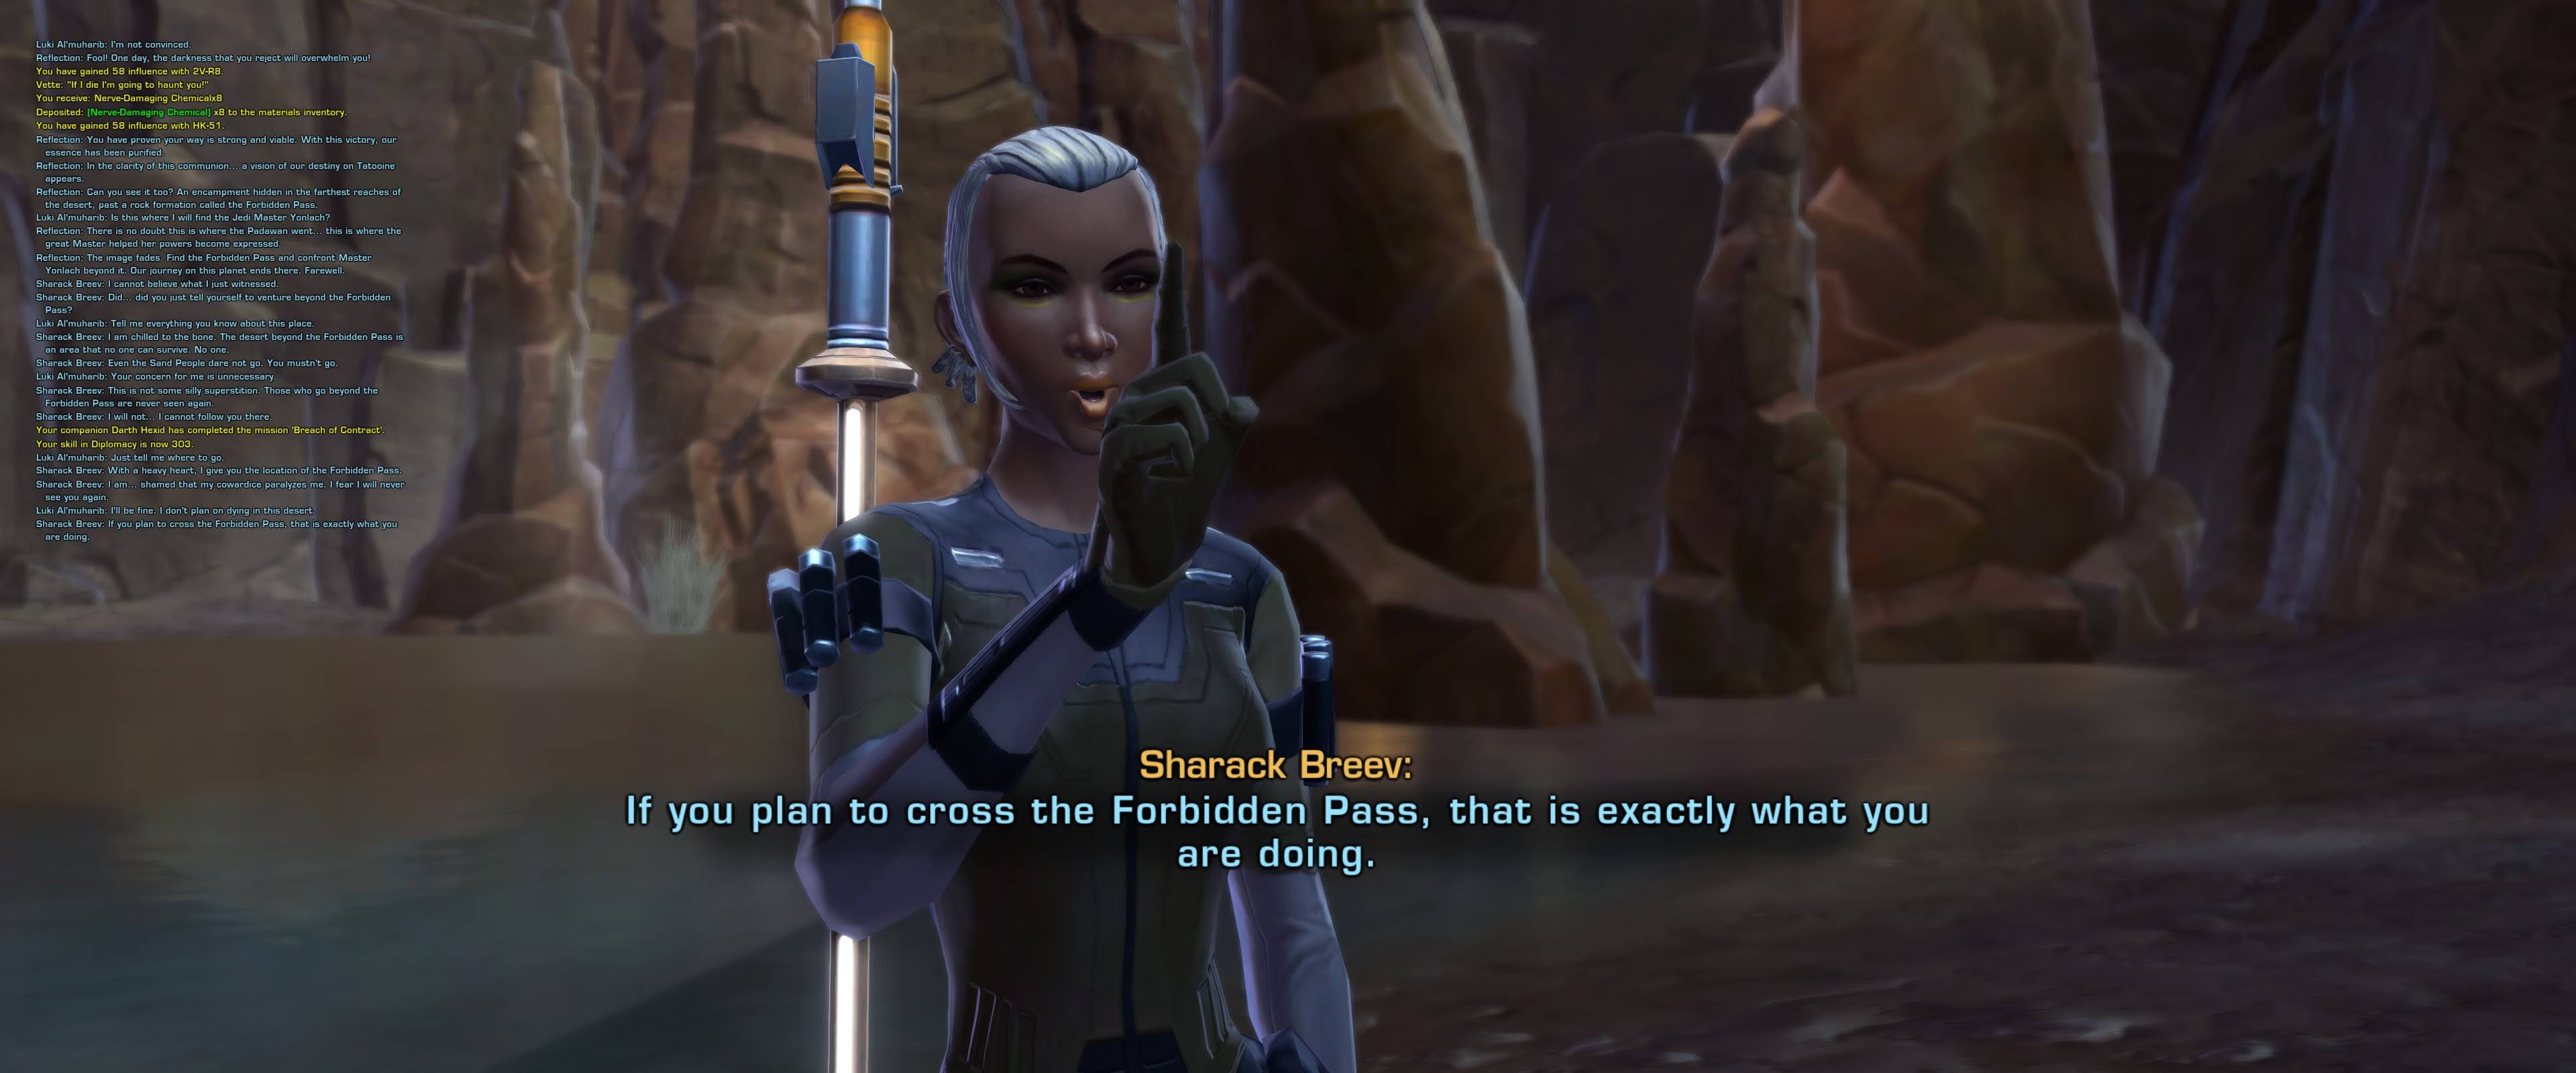 Luki Al'muharib: I'm not convinced.
Reflection: Fool! One day, the darkness that you reject will overwhelm you!
You have gained 58 influence with 2V-R8.
Vette: "If I die I'm going to haunt you!"
You receive: Nerve-Damaging Chemicalx8
Deposited: [Nerve-Damaging Chemical] x8 to the materials inventory.
You have gained 58 influence with HK-51.
Reflection: You have proven your way is strong and viable. With this victory, our
essence has been purified.
Reflection: In the clarity of this communion... a vision of our destiny on Tatooine
appears.
Reflection: Can you see it too? An encampment hidden in the farthest reaches of
the desert, past a rock formation called the Forbidden Pass.
Luki Al'muharib: Is this where I will find the Jedi Master Yonlach?
Reflection: There is no doubt this is where the Padawan went... this is where the
great Master helped her powers become expressed.
Reflection: The image fades. Find the Forbidden Pass and confront Master
Yonlach beyond it. Our journey on this planet ends there. Farewell.
Sharack Breev: I cannot believe what I just witnessed.
Sharack Breev: Did... did you just tell yourself to venture beyond the Forbidden
Pass?
Luki Al'muharib: Tell me everything you know about this place.
Sharack Breev: I am chilled to the bone. The desert beyond the Forbidden Pass is
an area that no one can survive. No one.
Sharack Breev: Even the Sand People dare not go. You mustn't go.
Luki Al'muharib: Your concern for me is unnecessary.
Sharack Breev: This is not some silly superstition. Those who go beyond the
Forbidden Pass are never seen again.
Sharack Breev: I will not... I cannot follow you there.
Your companion Darth Hexid has completed the mission 'Breach of Contract'.
Your skill in Diplomacy is now 303.
Luki Al'muharib: Just tell me where to go.
Sharack Breev: With a heavy heart, I give you the location of the Forbidden Pass.
Sharack Breev: I am... shamed that my cowardice paralyzes me. I fear I will never
see you again.
Luki Al'muharib: I'll be fine. I don't plan on dying in this desert.
Sharack Breev: If you plan to cross the Forbidden Pass, that is exactly what you
are doing.
Sharack Breev:
If you plan to cross the Forbidden Pass, that is exactly what you
are doing.